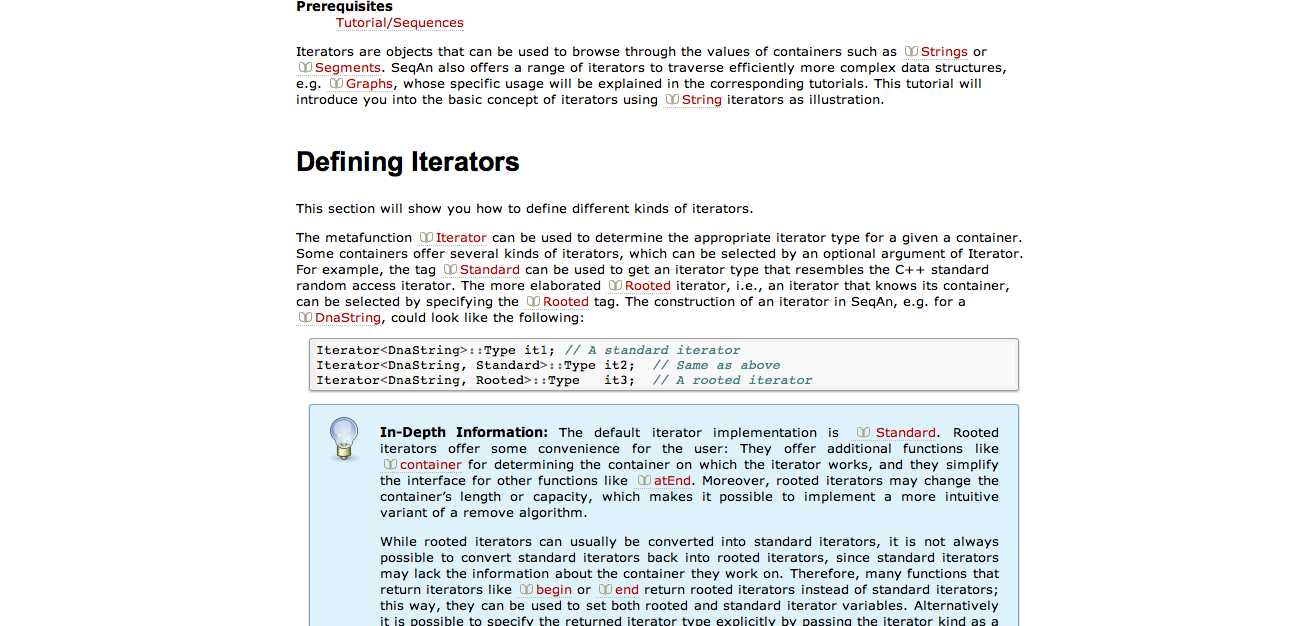 Prerequisites
Tutorial/Sequences
Iterators are objects that can be used to browse through the values of containers such as Strings or
Segments. SeqAn also offers a range of iterators to traverse efficiently more complex data structures,
e.g. Graphs, whose specific usage will be explained in the corresponding tutorials. This tutorial will
introduce you into the basic concept of iterators using String iterators as illustration.
Defining Iterators
This section will show you how to define different kinds of iterators.
The metafunction Iterator can be used to determine the appropriate iterator type for a given a container.
Some containers offer several kinds of iterators, which can be selected by an optional argument of Iterator.
For example, the tag Standard can be used to get an iterator type that resembles the C++ standard
random access iterator. The more elaborated Rooted iterator, i.e., an iterator that knows its container,
can be selected by specifying the Rooted tag. The construction of an iterator in SeqAn, e.g. for a
DnaString, could look like the following:
Iterator<DnaString>::Type it1; // A standard iterator
Iterator<DnaString, Standard>::Type it2;  // Same as above
Iterator<DnaString, Rooted>::Type   it3;  // A rooted iterator
In-Depth Information: The default iterator implementation is Standard. Rooted
iterators offer some convenience for the user: They offer additional functions like
container for determining the container on which the iterator works, and they simplify
the interface for other functions like atEnd. Moreover, rooted iterators may change the
container’s length or capacity, which makes it possible to implement a more intuitive
variant of a remove algorithm.
While rooted iterators can usually be converted into standard iterators, it is not always
possible to convert standard iterators back into rooted iterators, since standard iterators
may lack the information about the container they work on. Therefore, many functions that
return iterators like begin or end return rooted iterators instead of standard iterators;
this way, they can be used to set both rooted and standard iterator variables. Alternatively
it is possible to specify the returned iterator type explicitly by passing the iterator kind as a